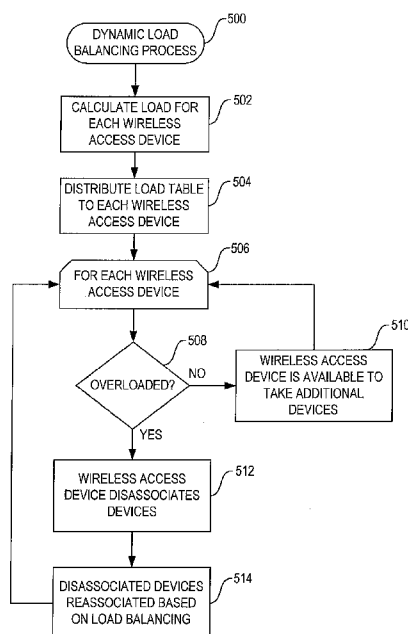 DYNAMIC LOAD
BALANCING PROCESS
500
CALCULATE LOAD FOR
EACH WIRELESS
ACCESS DEVICE
502
DISTRIBUTE LOAD TABLE
TO EACH WIRELESS
ACCESS DEVICE
504
FOR EACH WIRELESS
ACCESS DEVICE
506
OVERLOADED?
508
NO
WIRELESS ACCESS
DEVICE IS AVAILABLE TO
TAKE ADDITIONAL
DEVICES
510
YES
WIRELESS ACCESS
DEVICE DISASSOCIATES
DEVICES
512
DISASSOCIATED DEVICES
REASSOCIATED BASED
ON LOAD BALANCING
514